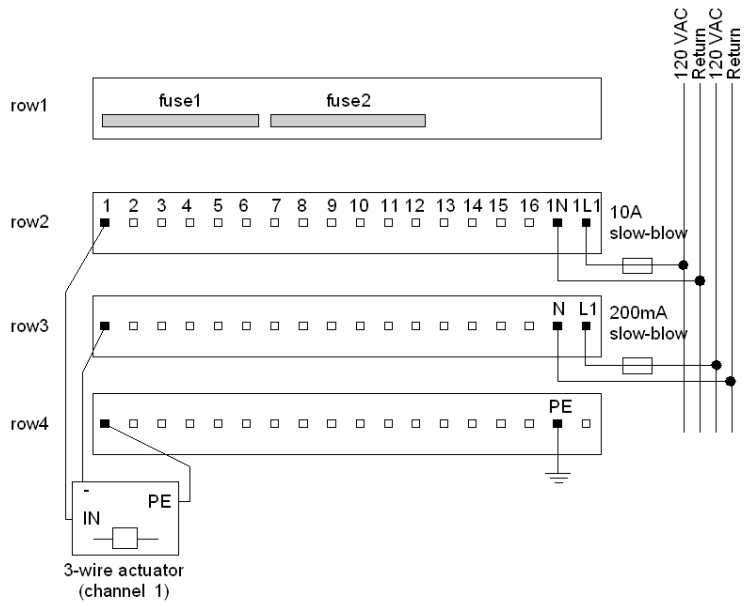 120 VAC
Return
120 VAC
Return
row1
fuse1 fuse2
row2
1 2 3 4 5 6 7 8 9 10 11 12 13 14 15 16 1N 1L1
10A
slow-blow
row3
N L1
200mA
slow-blow
row4
PE
-
PE
IN
3-wire actuator
(channel 1)